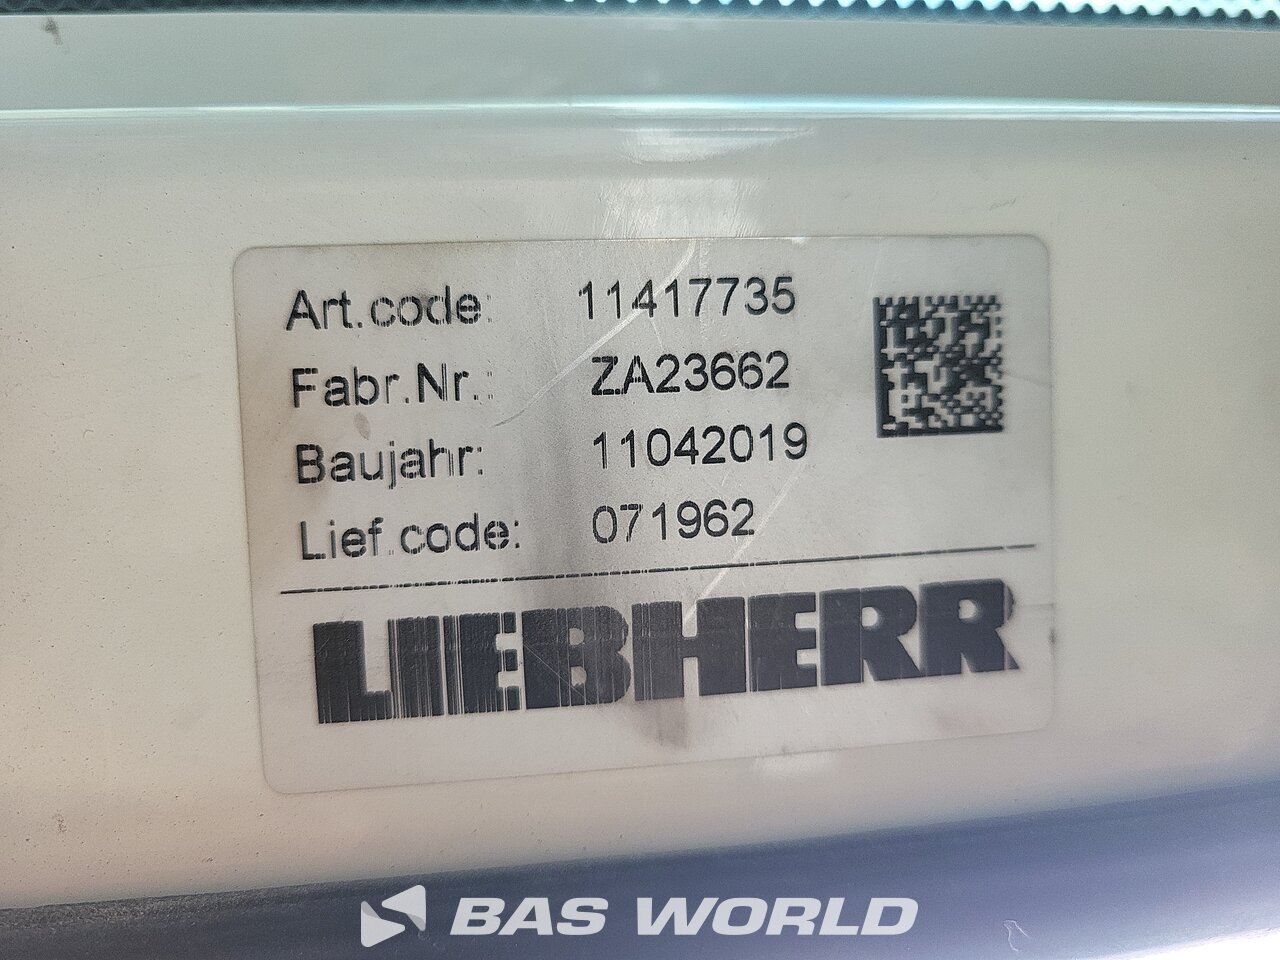 Art.code: 11417735
Fabr.Nr.: ZA23662
Baujahr: 11042019
Lief.code: 071962
LIEBHERR
BAS WORLD